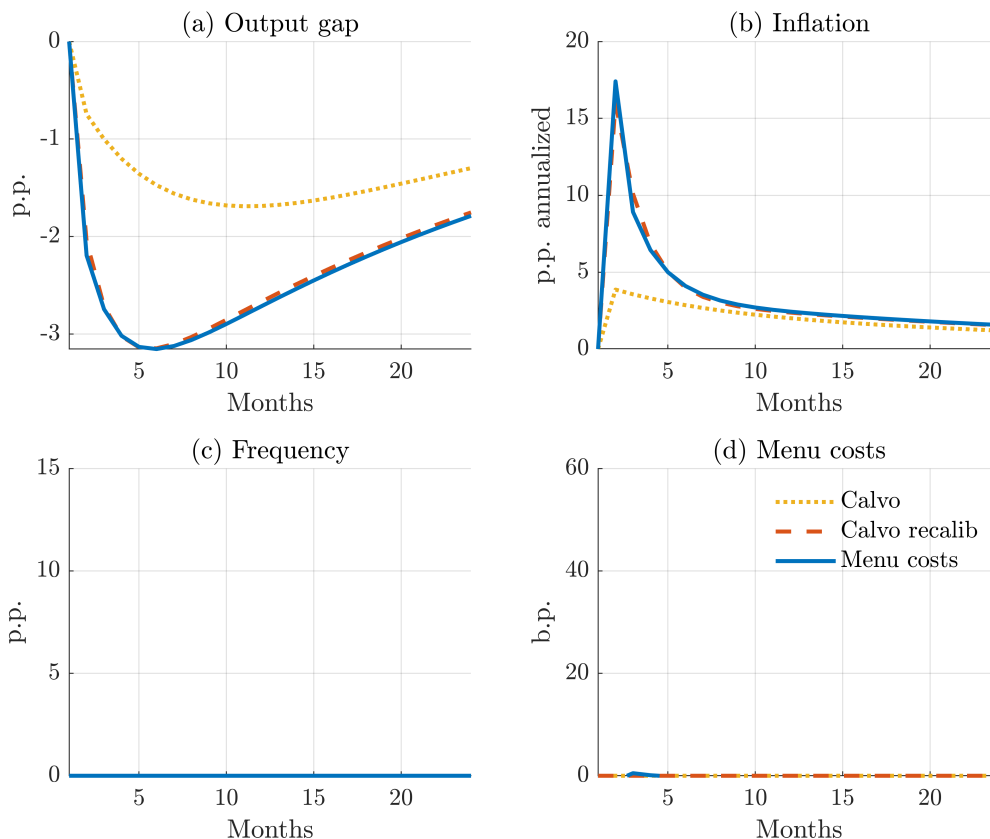 (a) Output gap
0
-1
-2
-3
p.p.
5 10 15 20
Months
(b) Inflation
20
15
10
5
0
p.p. annualized
5 10 15 20
Months
(c) Frequency
15
10
5
0
p.p.
5 10 15 20
Months
(d) Menu costs
60
40
20
0
b.p.
Calvo
Calvo recalib
Menu costs
5 10 15 20
Months